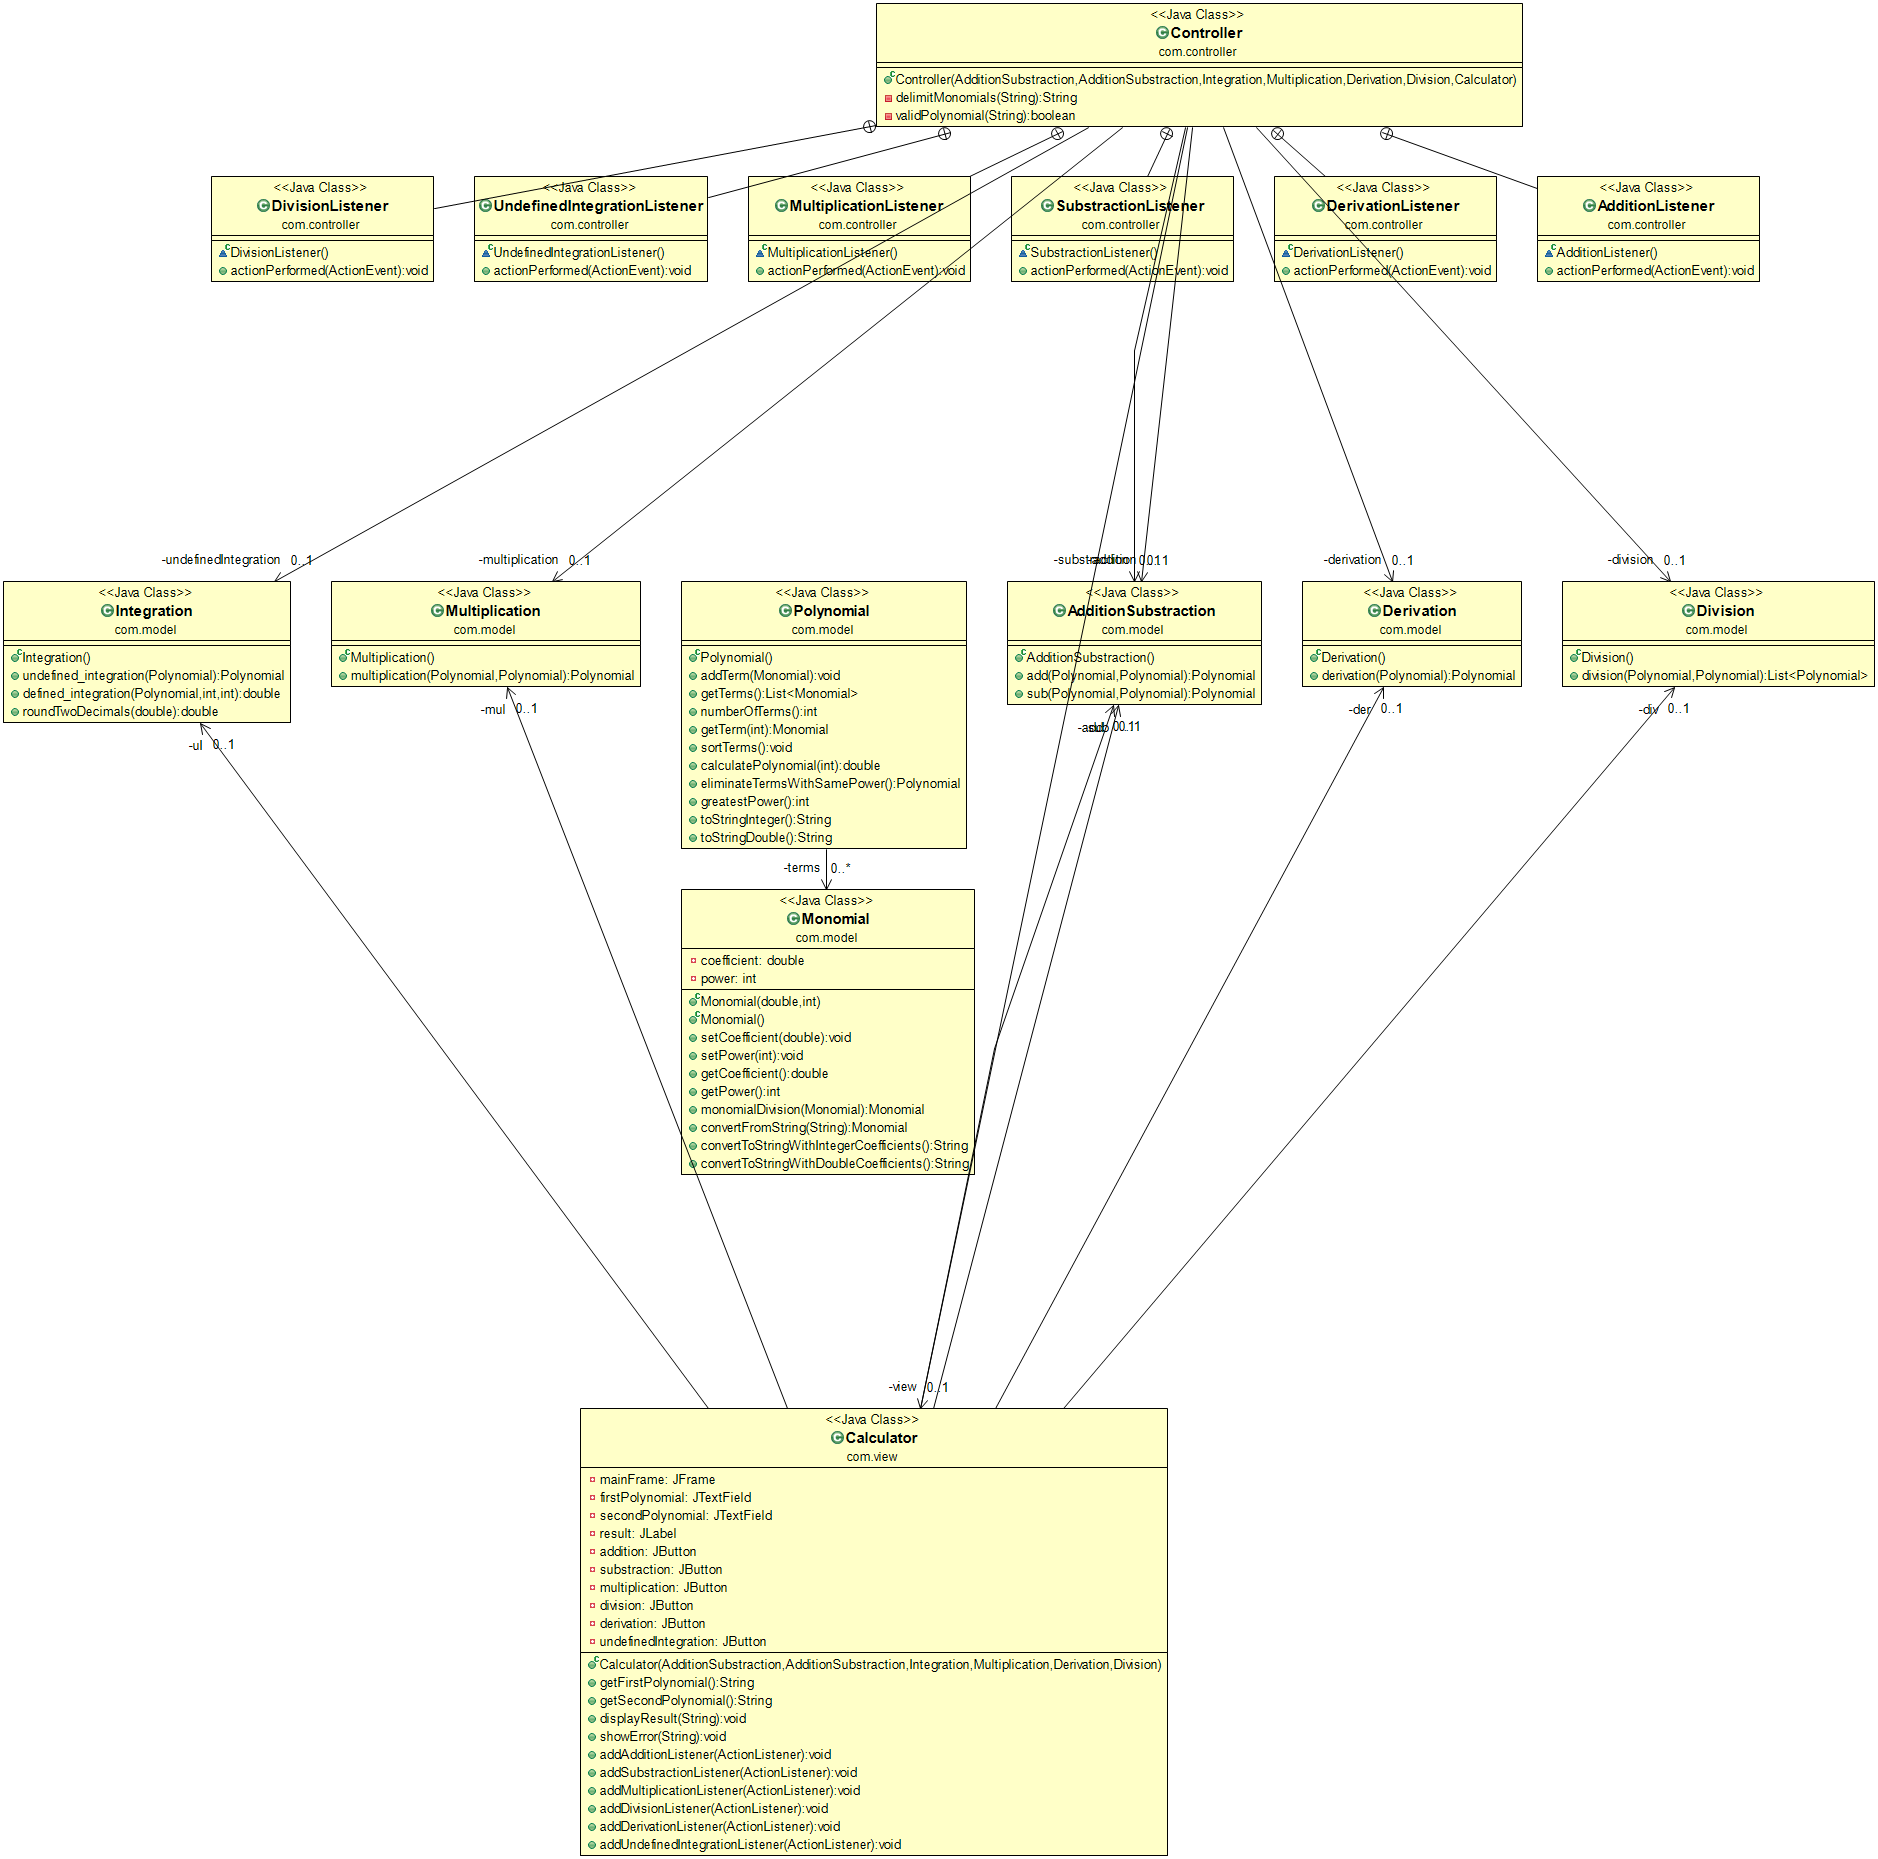 <<Java Class>>
Controller
com.controller
Controller(AdditionSubstraction,AdditionSubstraction,Integration,Multiplication,Derivation,Division,Calculator)
delimitMonomials(String):String
validPolynomial(String):boolean
<<Java Class>>
DivisionListener
com.controller
DivisionListener()
actionPerformed(ActionEvent):void
<<Java Class>>
UndefinedIntegrationListener
com.controller
UndefinedIntegrationListener()
actionPerformed(ActionEvent):void
<<Java Class>>
MultiplicationListener
com.controller
MultiplicationListener()
actionPerformed(ActionEvent):void
<<Java Class>>
SubstractionListener
com.controller
SubstractionListener()
actionPerformed(ActionEvent):void
<<Java Class>>
DerivationListener
com.controller
DerivationListener()
actionPerformed(ActionEvent):void
<<Java Class>>
AdditionListener
com.controller
AdditionListener()
actionPerformed(ActionEvent):void
-undefinedIntegration 0..1
-multiplication 0..1
-derivation 0..1
-division 0..1
<<Java Class>>
Integration
com.model
Integration()
undefined_integration(Polynomial):Polynomial
defined_integration(Polynomial,int,int):double
roundTwoDecimals(double):double
-ul 0..1
<<Java Class>>
Multiplication
com.model
Multiplication()
multiplication(Polynomial,Polynomial):Polynomial
-mul 0..1
<<Java Class>>
Polynomial
com.model
Polynomial()
addTerm(Monomial):void
getTerms():List<Monomial>
numberOfTerms():int
getTerm(int):Monomial
sortTerms():void
calculatePolynomial(int):double
eliminateTermsWithSamePower():Polynomial
greatestPower():int
toStringInteger():String
toStringDouble():String
-terms 0..*
<<Java Class>>
AdditionSubstraction
com.model
AdditionSubstraction()
add(Polynomial,Polynomial):Polynomial
sub(Polynomial,Polynomial):Polynomial
<<Java Class>>
Derivation
com.model
Derivation()
derivation(Polynomial):Polynomial
-der 0..1
<<Java Class>>
Division
com.model
Division()
division(Polynomial,Polynomial):List<Polynomial>
-div 0..1
<<Java Class>>
Monomial
com.model
coefficient: double
power: int
Monomial(double,int)
Monomial()
setCoefficient(double):void
setPower(int):void
getCoefficient():double
getPower():int
monomialDivision(Monomial):Monomial
convertFromString(String):Monomial
convertToStringWithIntegerCoefficients():String
convertToStringWithDoubleCoefficients():String
-view 0..1
<<Java Class>>
Calculator
com.view
mainFrame: JFrame
firstPolynomial: JTextField
secondPolynomial: JTextField
result: JLabel
addition: JButton
substraction: JButton
multiplication: JButton
division: JButton
derivation: JButton
undefinedIntegration: JButton
Calculator(AdditionSubstraction,AdditionSubstraction,Integration,Multiplication,Derivation,Division)
getFirstPolynomial():String
getSecondPolynomial():String
displayResult(String):void
showError(String):void
addAdditionListener(ActionListener):void
addSubstractionListener(ActionListener):void
addMultiplicationListener(ActionListener):void
addDivisionListener(ActionListener):void
addDerivationListener(ActionListener):void
addUndefinedIntegrationListener(ActionListener):void